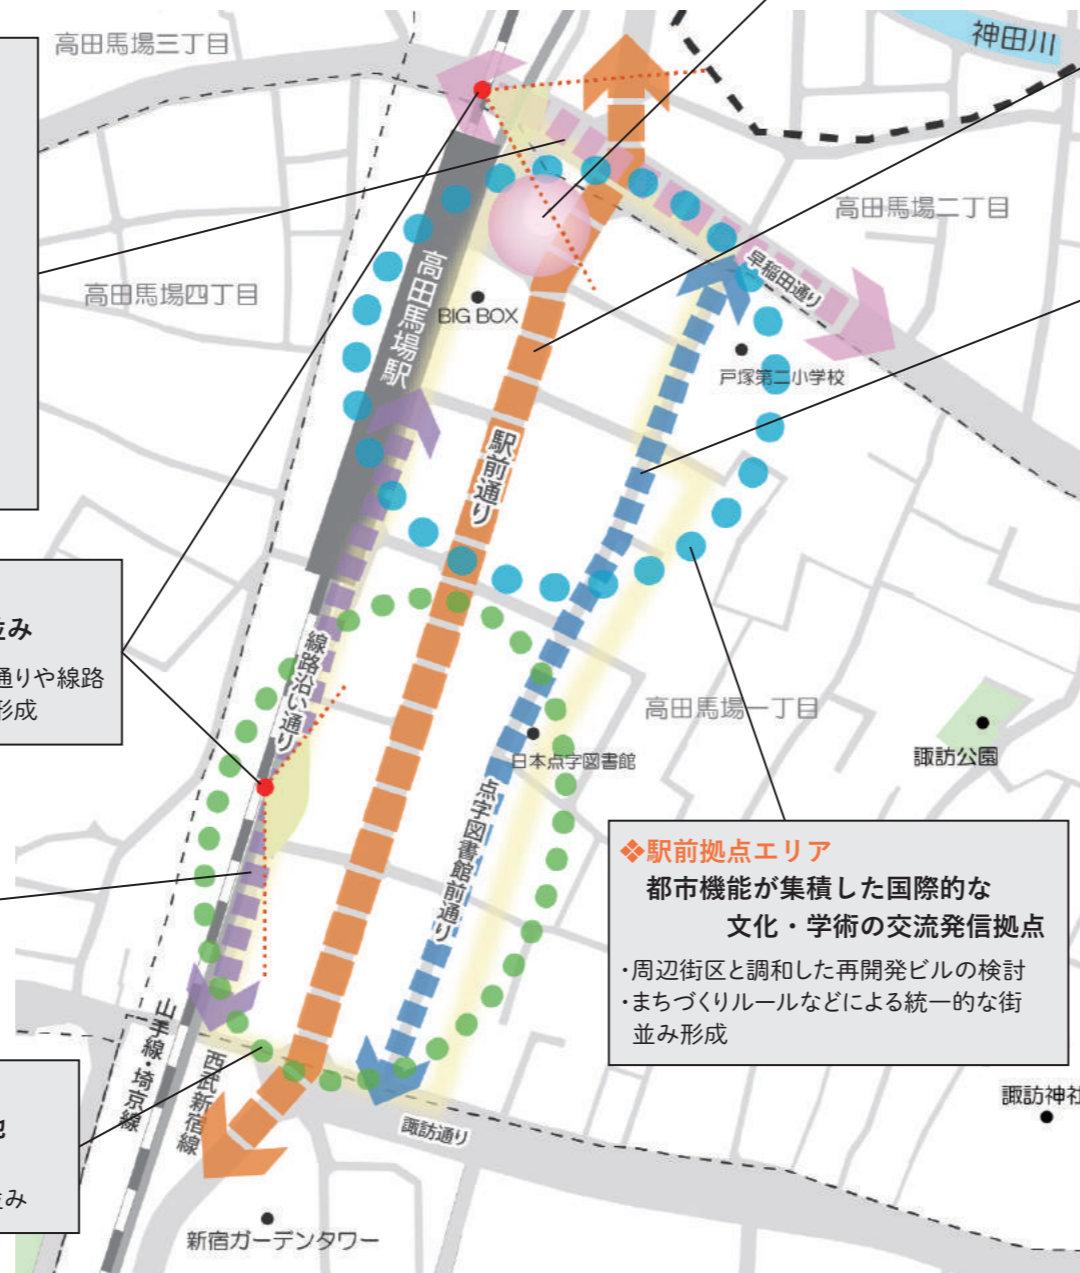 高田馬場三丁目
神田川
高田馬場二丁目
早稲田通り
高田馬場四丁目
高田馬場駅
BIG BOX
戸塚第二小学校
駅前通り
並み
通りや線路
形成
線路沿い通り
高田馬場一丁目
日本点字図書館
諏訪公園
点字図書館前通り
❖駅前拠点エリア
都市機能が集積した国際的な
文化・学術の交流発信拠点
・周辺街区と調和した再開発ビルの検討
・まちづくりルールなどによる統一的な街
並み形成
山手線・埼京線
西武新宿線
並み
諏訪通り
諏訪神社
新宿ガーデンタワー